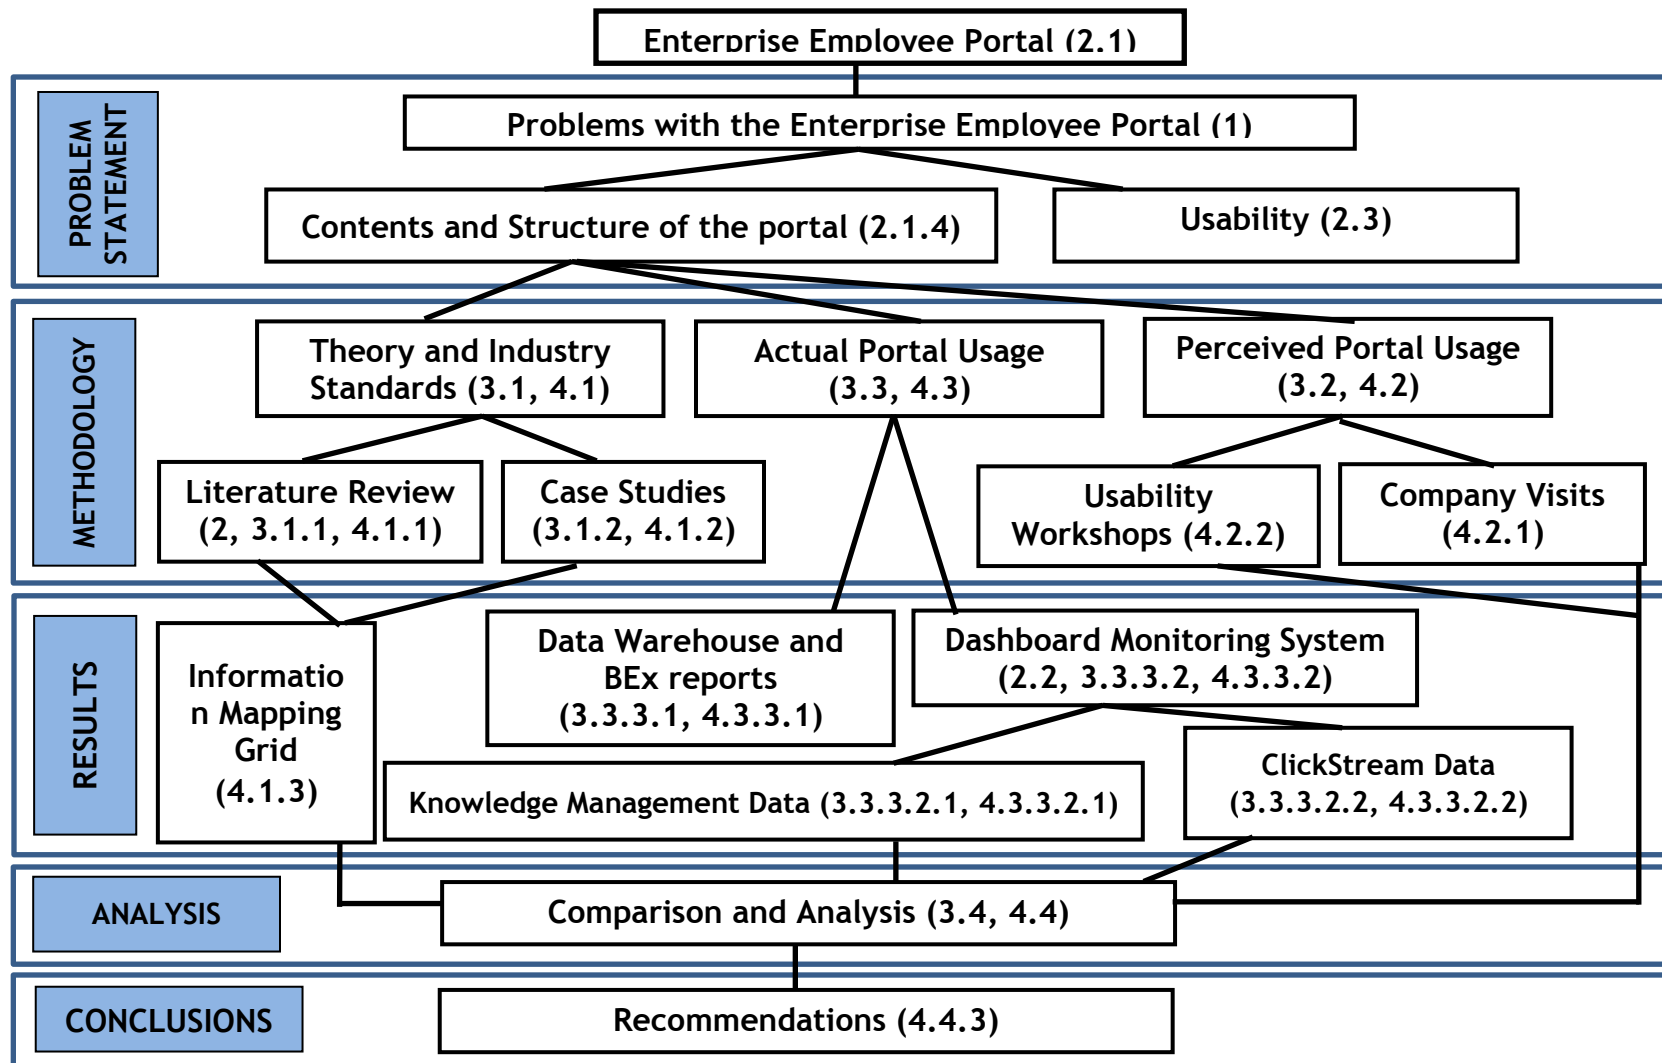 Enterprise Employee Portal (2.1)
PROBLEM
STATEMENT
Problems with the Enterprise Employee Portal (1)
Contents and Structure of the portal (2.1.4)
Usability (2.3)
METHODOLOGY
Theory and Industry
Standards (3.1, 4.1)
Actual Portal Usage
(3.3, 4.3)
Perceived Portal Usage
(3.2, 4.2)
Literature Review
(2, 3.1.1, 4.1.1)
Case Studies
(3.1.2, 4.1.2)
Usability
Workshops (4.2.2)
Company Visits
(4.2.1)
RESULTS
Informatio
n Mapping
Grid
(4.1.3)
Data Warehouse and
BEx reports
(3.3.3.1, 4.3.3.1)
Dashboard Monitoring System
(2.2, 3.3.3.2, 4.3.3.2)
Knowledge Management Data (3.3.3.2.1, 4.3.3.2.1)
ClickStream Data
(3.3.3.2.2, 4.3.3.2.2)
ANALYSIS
Comparison and Analysis (3.4, 4.4)
CONCLUSIONS
Recommendations (4.4.3)